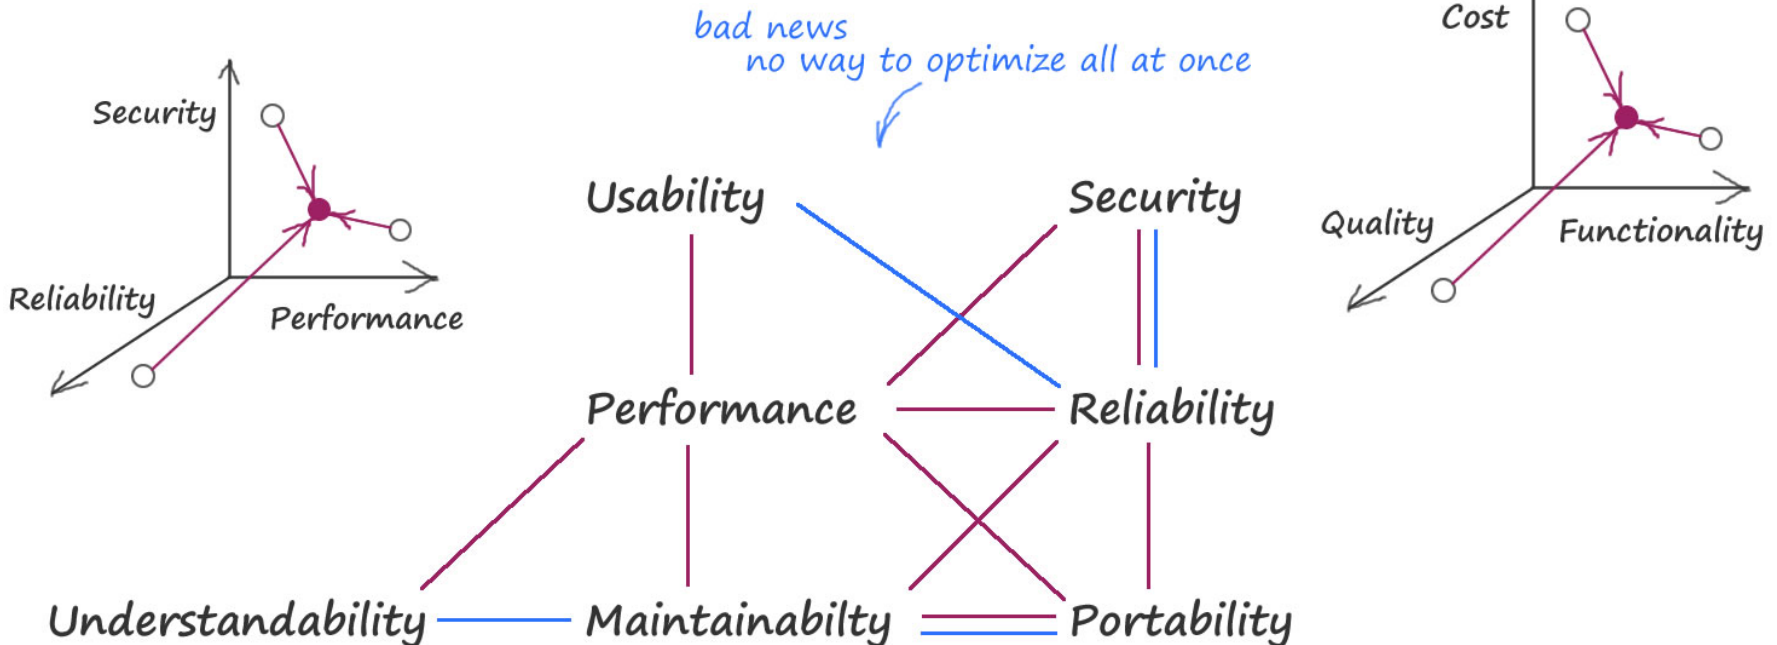 bad news
no way to optimize all at once
Security
Reliability
Performance
Cost
Quality
Functionality
Usability
Security
Performance
Reliability
Understandability
Maintainabilty
Portability